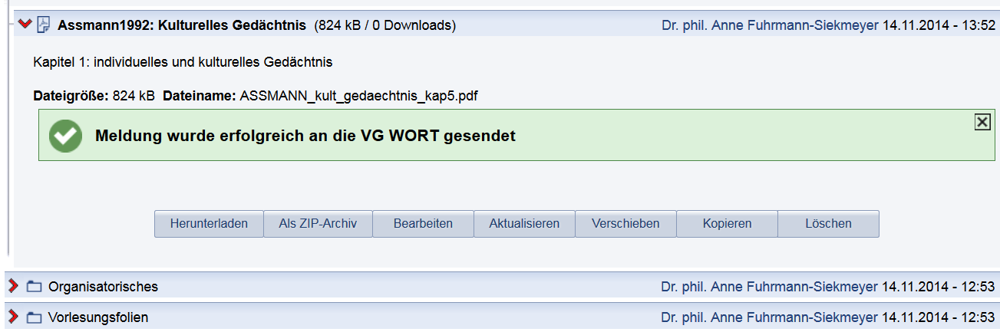 Assmann1992: Kulturelles Gedächtnis (824 kB / 0 Downloads) Dr. phil. Anne Fuhrmann-Siekmeyer 14.11.2014 - 13:52
Kapitel 1: individuelles und kulturelles Gedächtnis
Dateigröße: 824 kB Dateiname: ASSMANN_kult_gedaechtnis_kap5.pdf
Meldung wurde erfolgreich an die VG WORT gesendet
Herunterladen Als ZIP-Archiv Bearbeiten Aktualisieren Verschieben Kopieren Löschen
Organisatorisches Dr. phil. Anne Fuhrmann-Siekmeyer 14.11.2014 - 12:53
Vorlesungsfolien Dr. phil. Anne Fuhrmann-Siekmeyer 14.11.2014 - 12:53